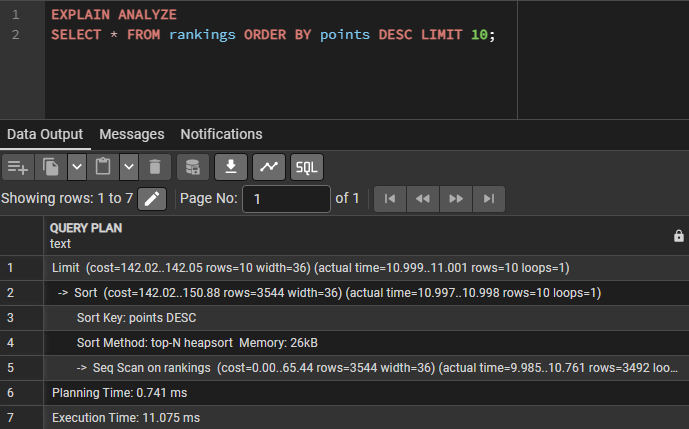 1 EXPLAIN ANALYZE
2 SELECT * FROM rankings ORDER BY points DESC LIMIT 10;
Data Output Messages Notifications
SQL
Showing rows: 1 to 7 Page No: 1 of 1
QUERY PLAN
text
1 Limit (cost=142.02..142.05 rows=10 width=36) (actual time=10.999..11.001 rows=10 loops=1)
2 -> Sort (cost=142.02..150.88 rows=3544 width=36) (actual time=10.997..10.998 rows=10 loops=1)
3 Sort Key: points DESC
4 Sort Method: top-N heapsort Memory: 26kB
5 -> Seq Scan on rankings (cost=0.00..65.44 rows=3544 width=36) (actual time=9.985..10.761 rows=3492 loo...
6 Planning Time: 0.741 ms
7 Execution Time: 11.075 ms